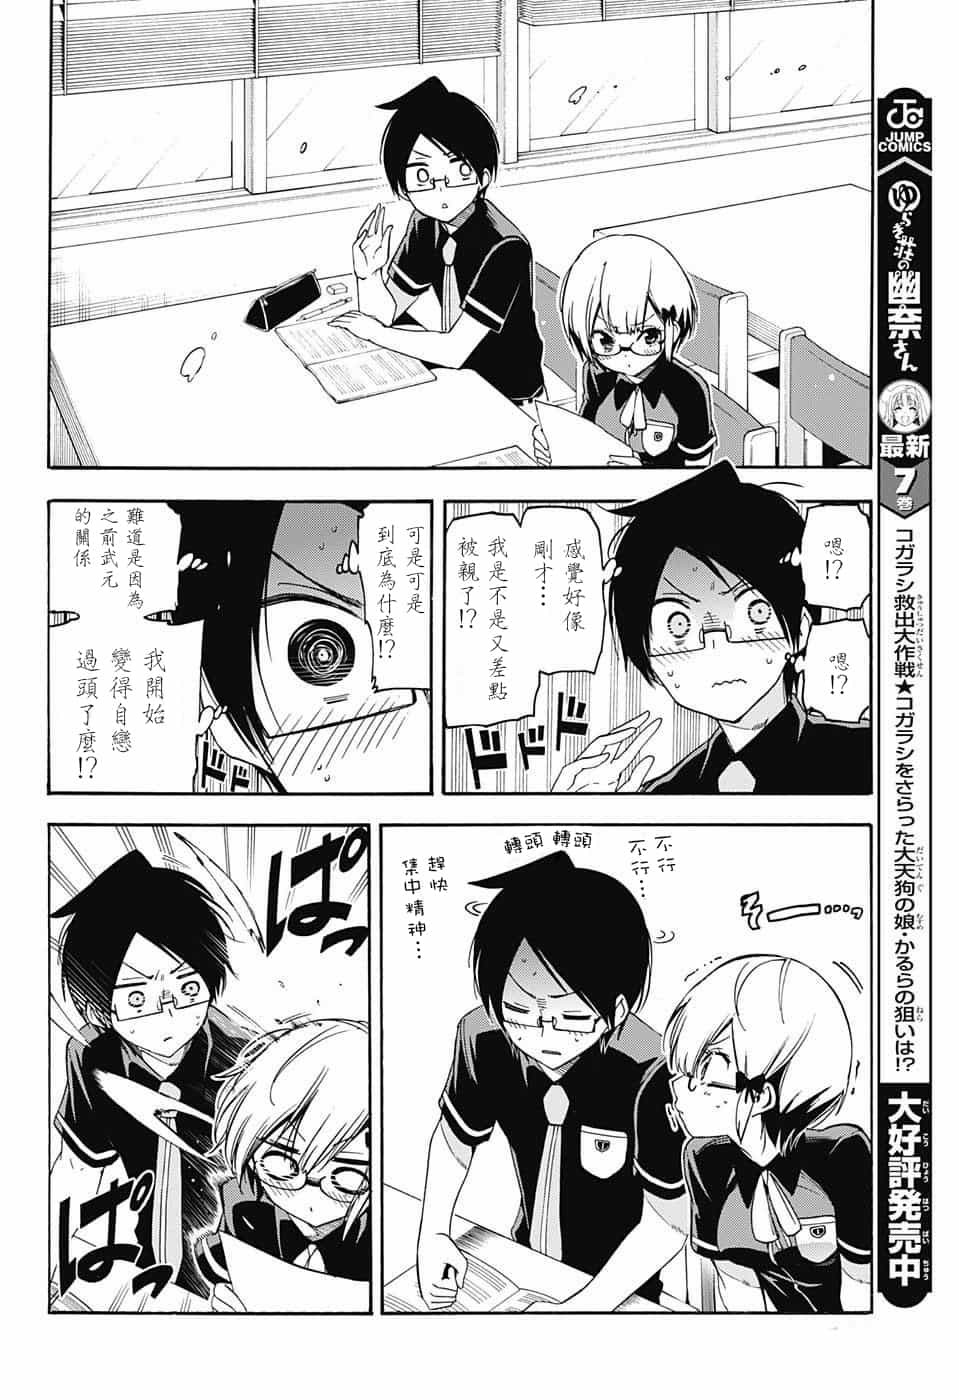 嗯!?
嗯!?
感覺好像
剛才…
我是不是又差點
被親了!?
ドドド
可是可是
到底為什麼!?
難道是因為
之前武元
的關係
我開始
變得自戀
過頭了麼!?
ドドド
不行
不行…
轉頭 轉頭
趕快
集中精神…
そー…
ぱっ
ぱっ
JC
JUMP COMICS
ゆらぎ荘の幽奈さん
最新7巻
コガラシ救出大作戦★コガラシをさらった大天狗の娘・かるらの狙いは!?
大好評発売中